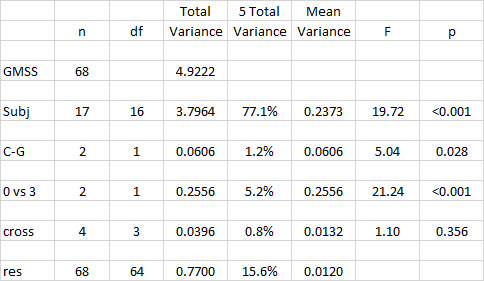 Total 5 Total Mean
n df Variance Variance Variance F p
GMSS 68 4.9222
Subj 17 16 3.7964 77.1% 0.2373 19.72 <0.001
C-G 2 1 0.0606 1.2% 0.0606 5.04 0.028
0 vs 3 2 1 0.2556 5.2% 0.2556 21.24 <0.001
cross 4 3 0.0396 0.8% 0.0132 1.10 0.356
res 68 64 0.7700 15.6% 0.0120